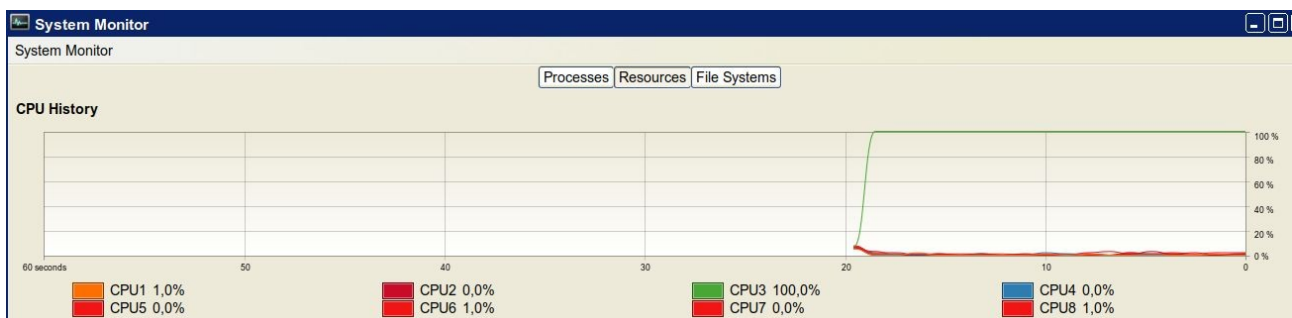 System Monitor
System Monitor
Processes Resources File Systems
CPU History
100 %
80 %
60 %
40 %
20 %
0 %
60 seconds 50 40 30 20 10 0
CPU1 1,0% CPU2 0,0% CPU3 100,0% CPU4 0,0%
CPU5 0,0% CPU6 1,0% CPU7 0,0% CPU8 1,0%